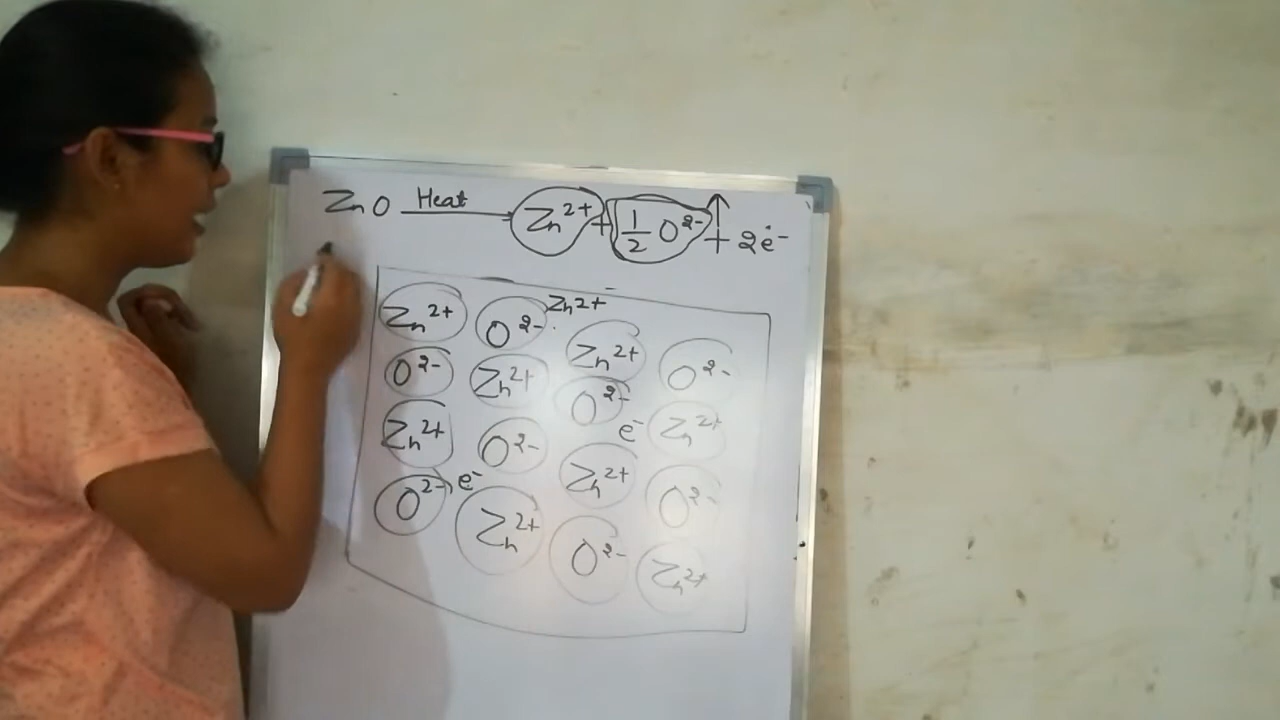 ZnO Heat → Zn²⁺ + 1/2 O²⁻ ↑ + 2e⁻
Zn²⁺ O²⁻ Zn²⁺ Zn²⁺ O²⁻
O²⁻ Zn²⁺ O²⁻ e⁻ Zn²⁺
Zn²⁺ O²⁻ Zn²⁺ O²⁻
O²⁻ e⁻ Zn²⁺ O²⁻ Zn²⁺